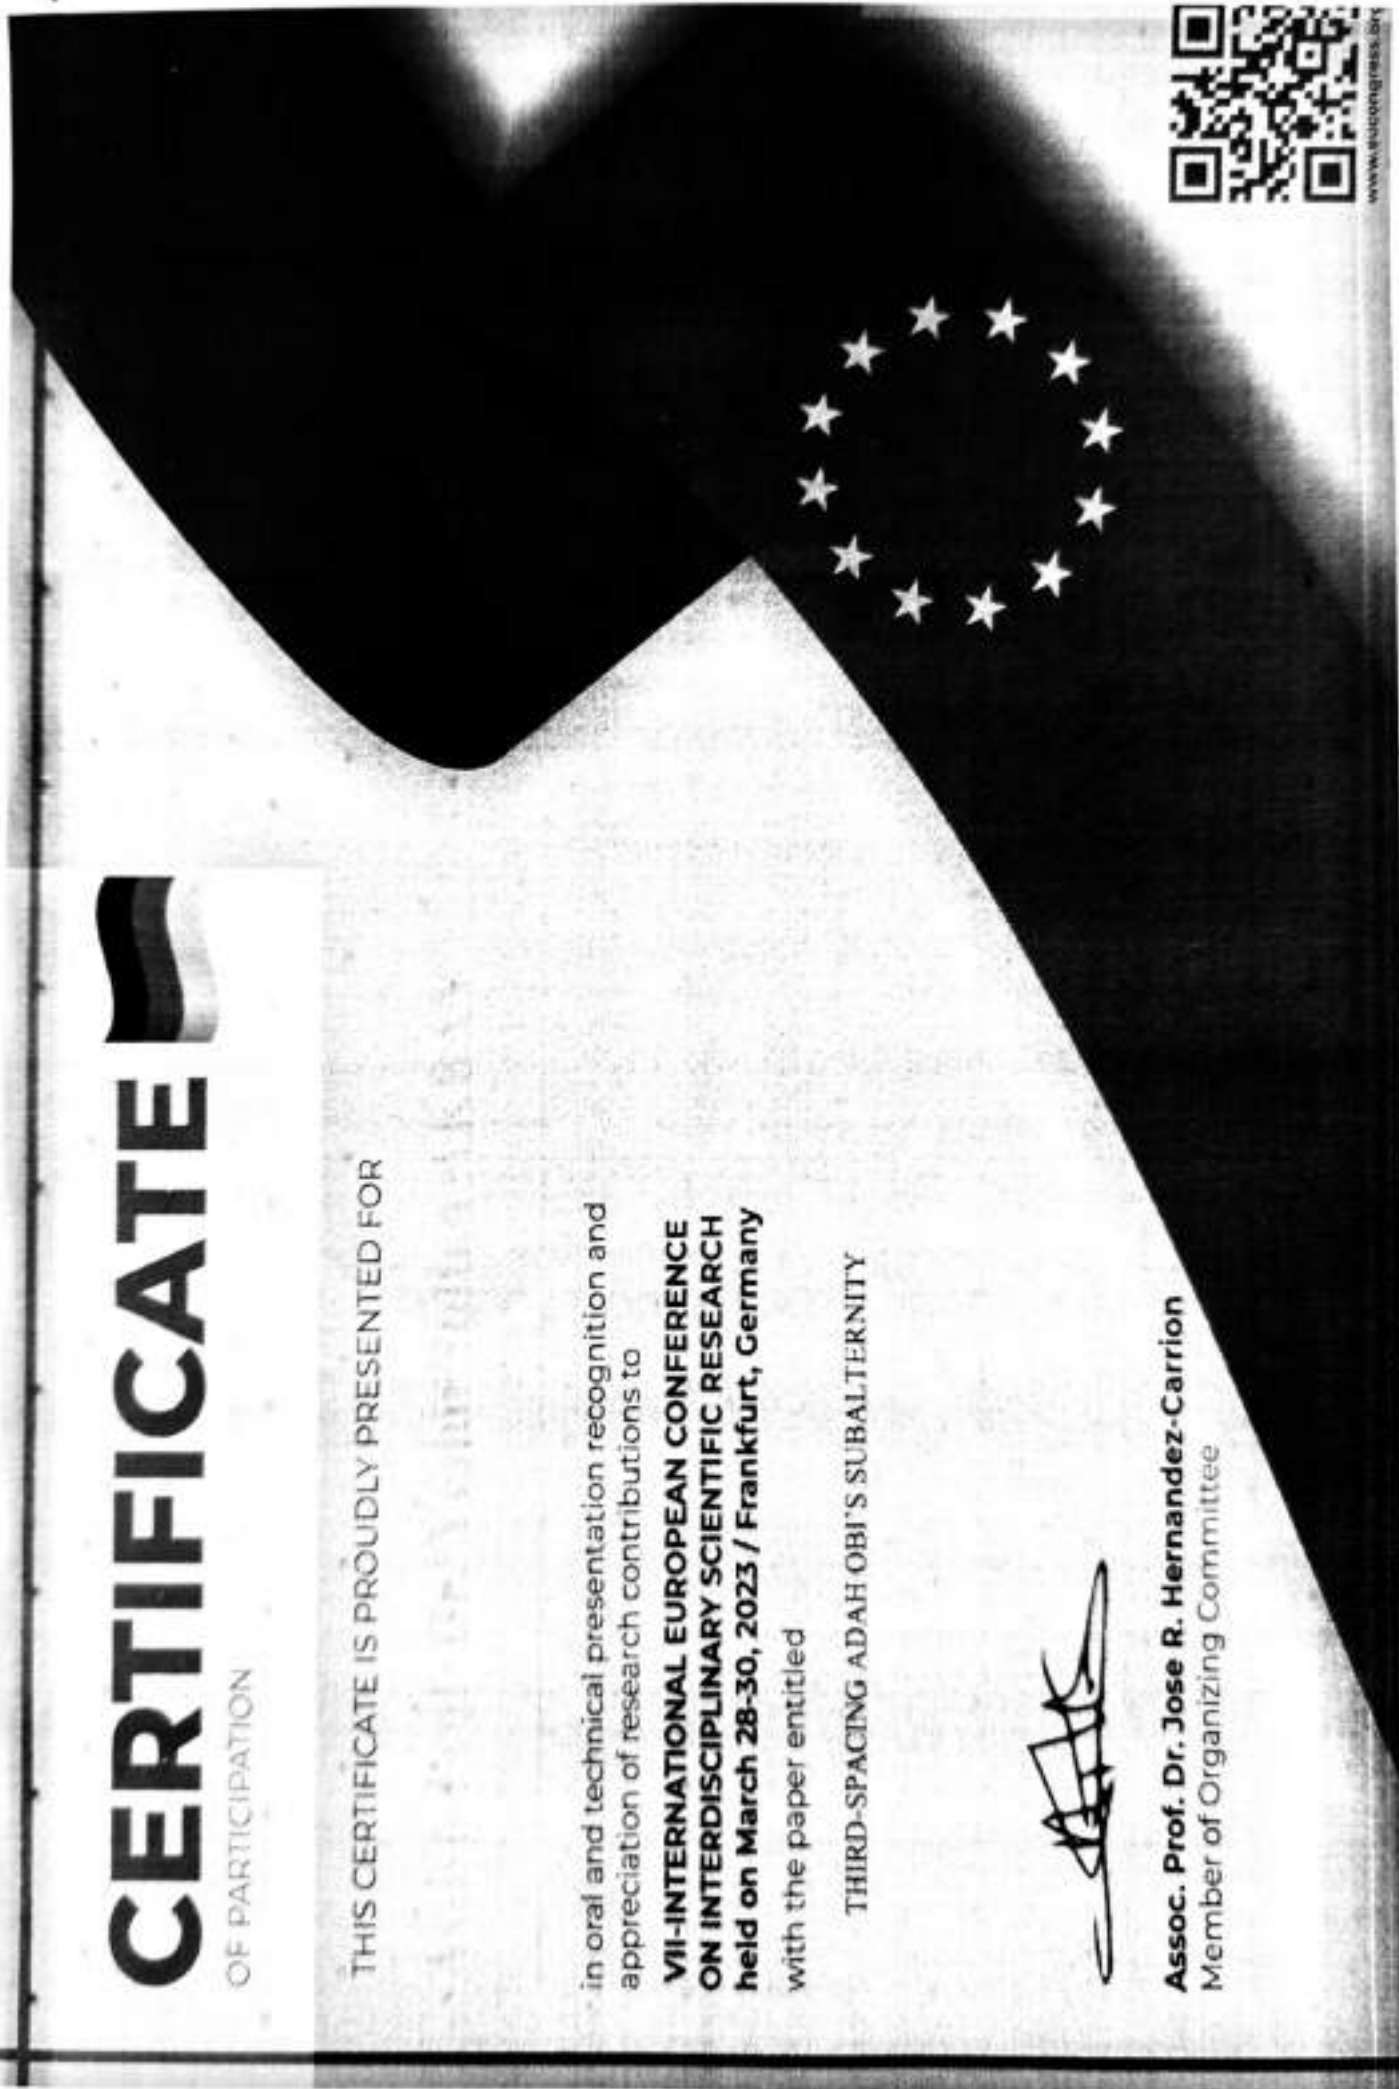 CERTIFICATE
OF PARTICIPATION
THIS CERTIFICATE IS PROUDLY PRESENTED FOR
in oral and technical presentation recognition and
appreciation of research contributions to
VII-INTERNATIONAL EUROPEAN CONFERENCE
ON INTERDISCIPLINARY SCIENTIFIC RESEARCH
held on March 28-30, 2023 / Frankfurt, Germany
with the paper entitled
THIRD-SPACING ADAH OBI'S SUBALTERNITY
Assoc. Prof. Dr. Jose R. Hernandez-Carrion
Member of Organizing Committee